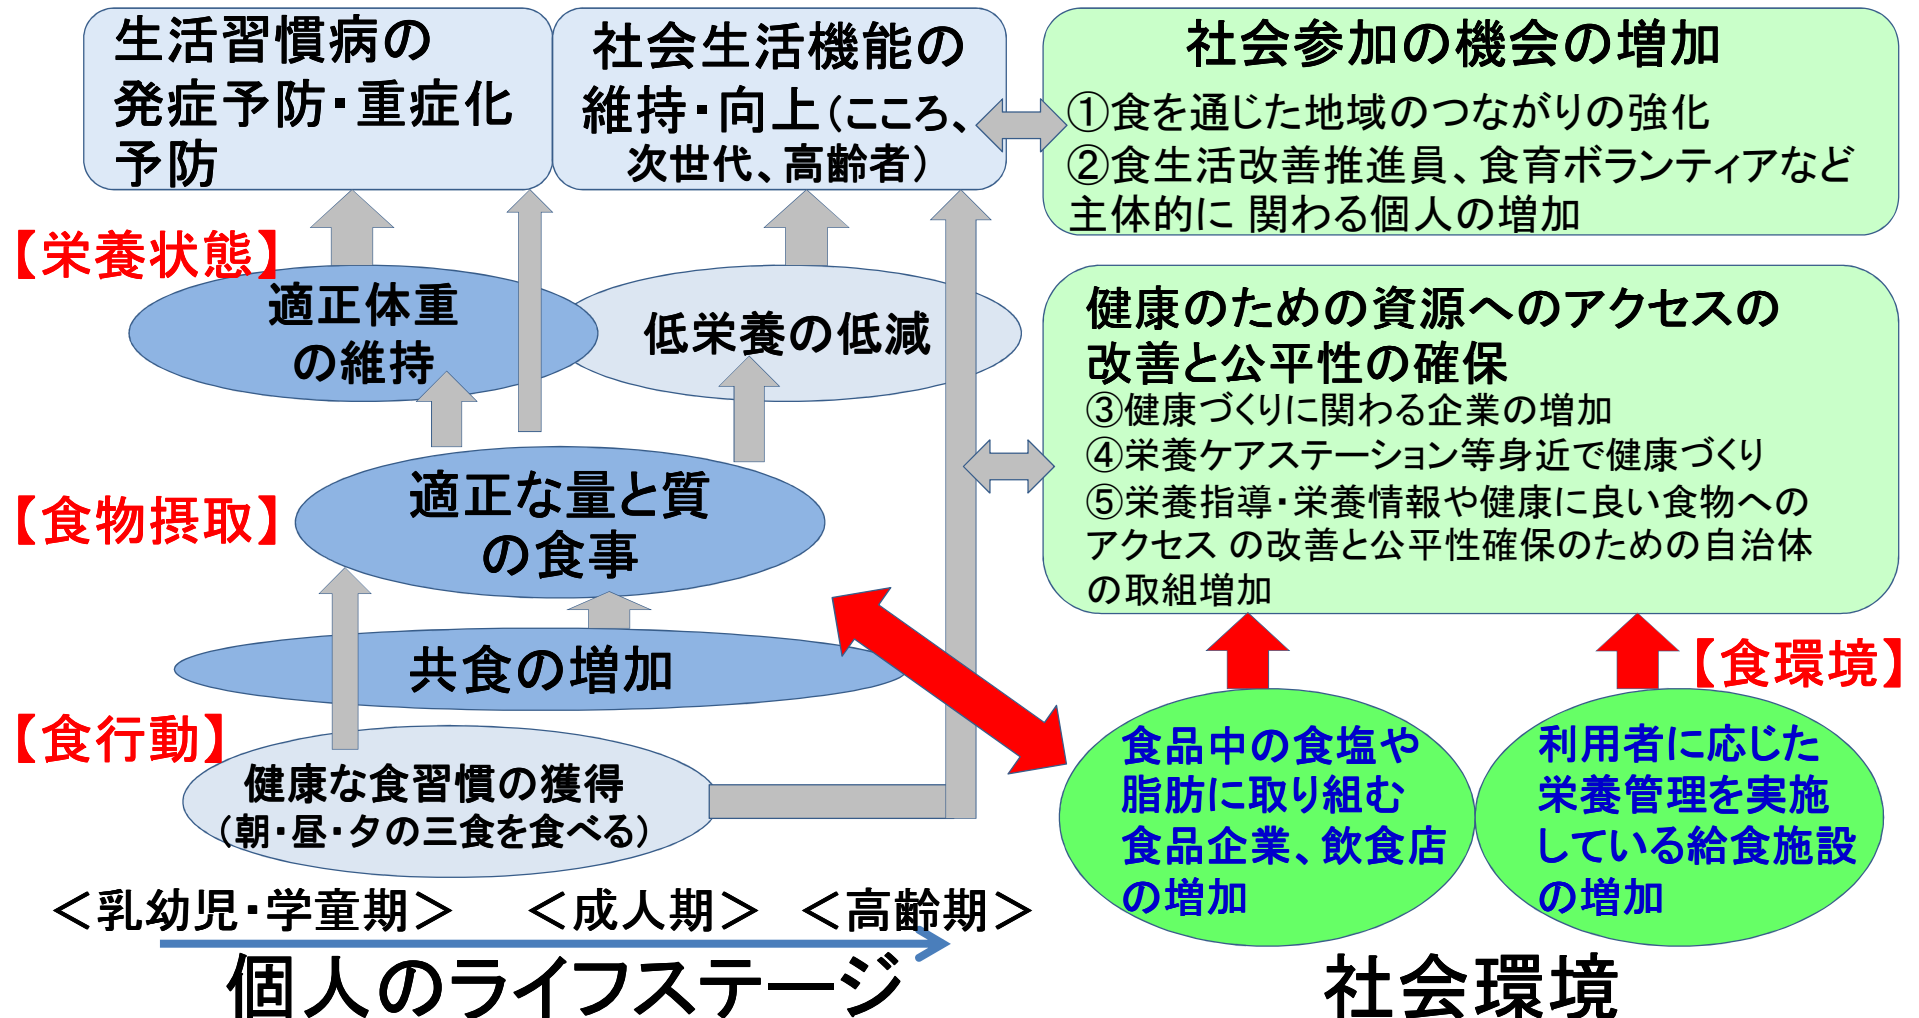 生活習慣病の
発症予防・重症化
予防
社会生活機能の
維持・向上（こころ、
次世代、高齢者）
社会参加の機会の増加
①食を通じた地域のつながりの強化
②食生活改善推進員、食育ボランティアなど
主体的に 関わる個人の増加
【栄養状態】
適正体重
の維持
低栄養の低減
健康のための資源へのアクセスの
改善と公平性の確保
③健康づくりに関わる企業の増加
④栄養ケアステーション等身近で健康づくり
⑤栄養指導・栄養情報や健康に良い食物への
アクセス の改善と公平性確保のための自治体
の取組増加
【食物摂取】
適正な量と質
の食事
共食の増加
【食環境】
【食行動】
健康な食習慣の獲得
（朝・昼・夕の三食を食べる）
食品中の食塩や
脂肪に取り組む
食品企業、飲食店
の増加
利用者に応じた
栄養管理を実施
している給食施設
の増加
＜乳幼児・学童期＞ ＜成人期＞ ＜高齢期＞
個人のライフステージ
社会環境